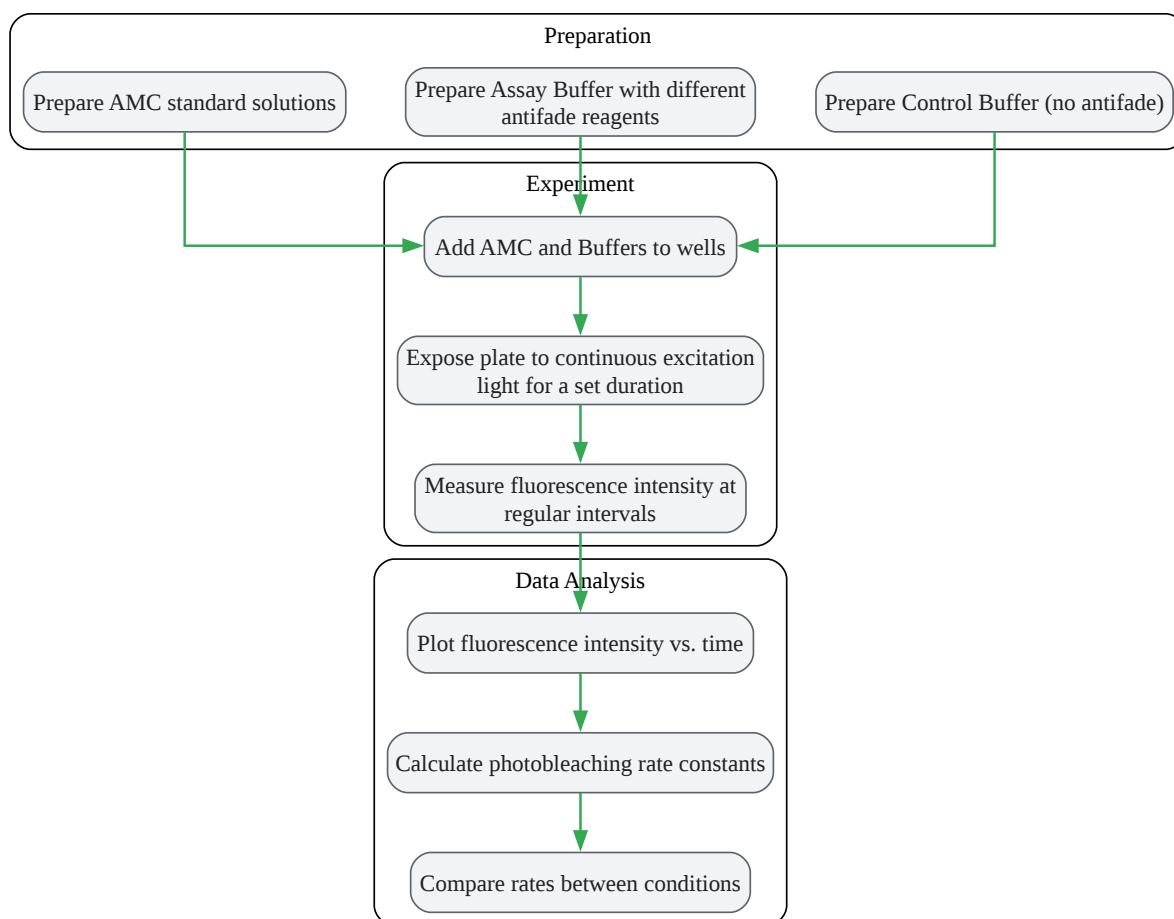 Preparation
Prepare AMC standard solutions
Prepare Assay Buffer with different
antifade reagents
Prepare Control Buffer (no antifade)
Experiment
Add AMC and Buffers to wells
Expose plate to continuous excitation
light for a set duration
Measure fluorescence intensity at
regular intervals
Data Analysis
Plot fluorescence intensity vs. time
Calculate photobleaching rate constants
Compare rates between conditions